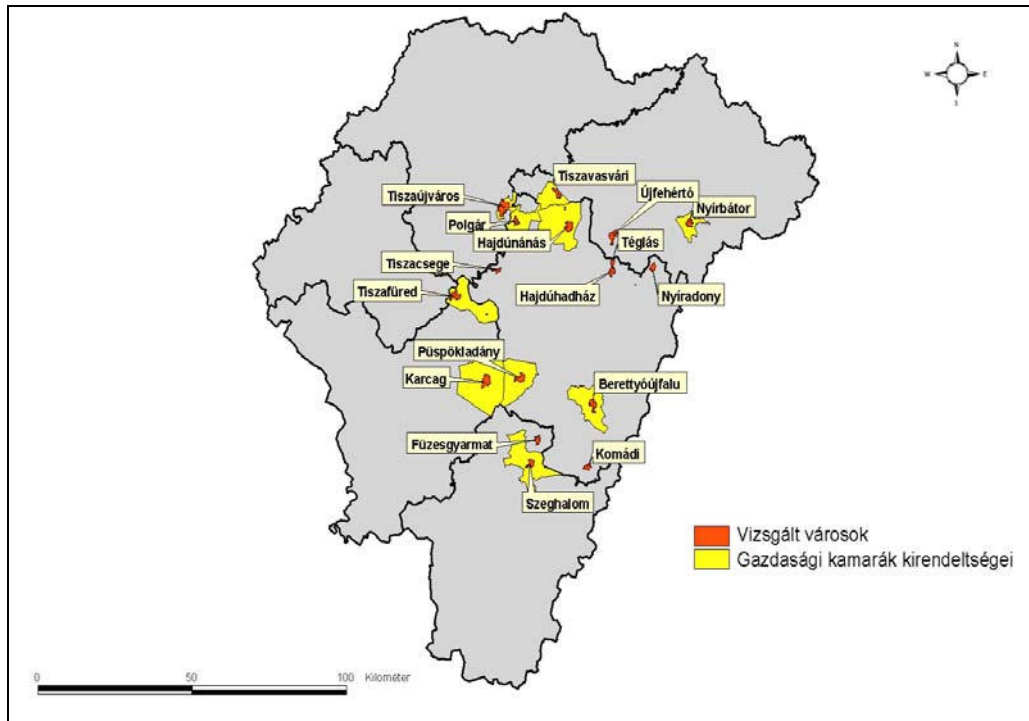 N
W E
S
Tiszavasvári
Tiszaújváros
Újfehértó
Nyírbátor
Polgár
Hajdúnánás
Téglás
Tiszacsege
Hajdúhadház
Nyíradony
Tiszafüred
Püspökladány
Karcag
Berettyóújfalu
Füzesgyarmat
Komádi
Szeghalom
Vizsgált városok
Gazdasági kamarák kirendeltségei
0 50 100 Kilométer